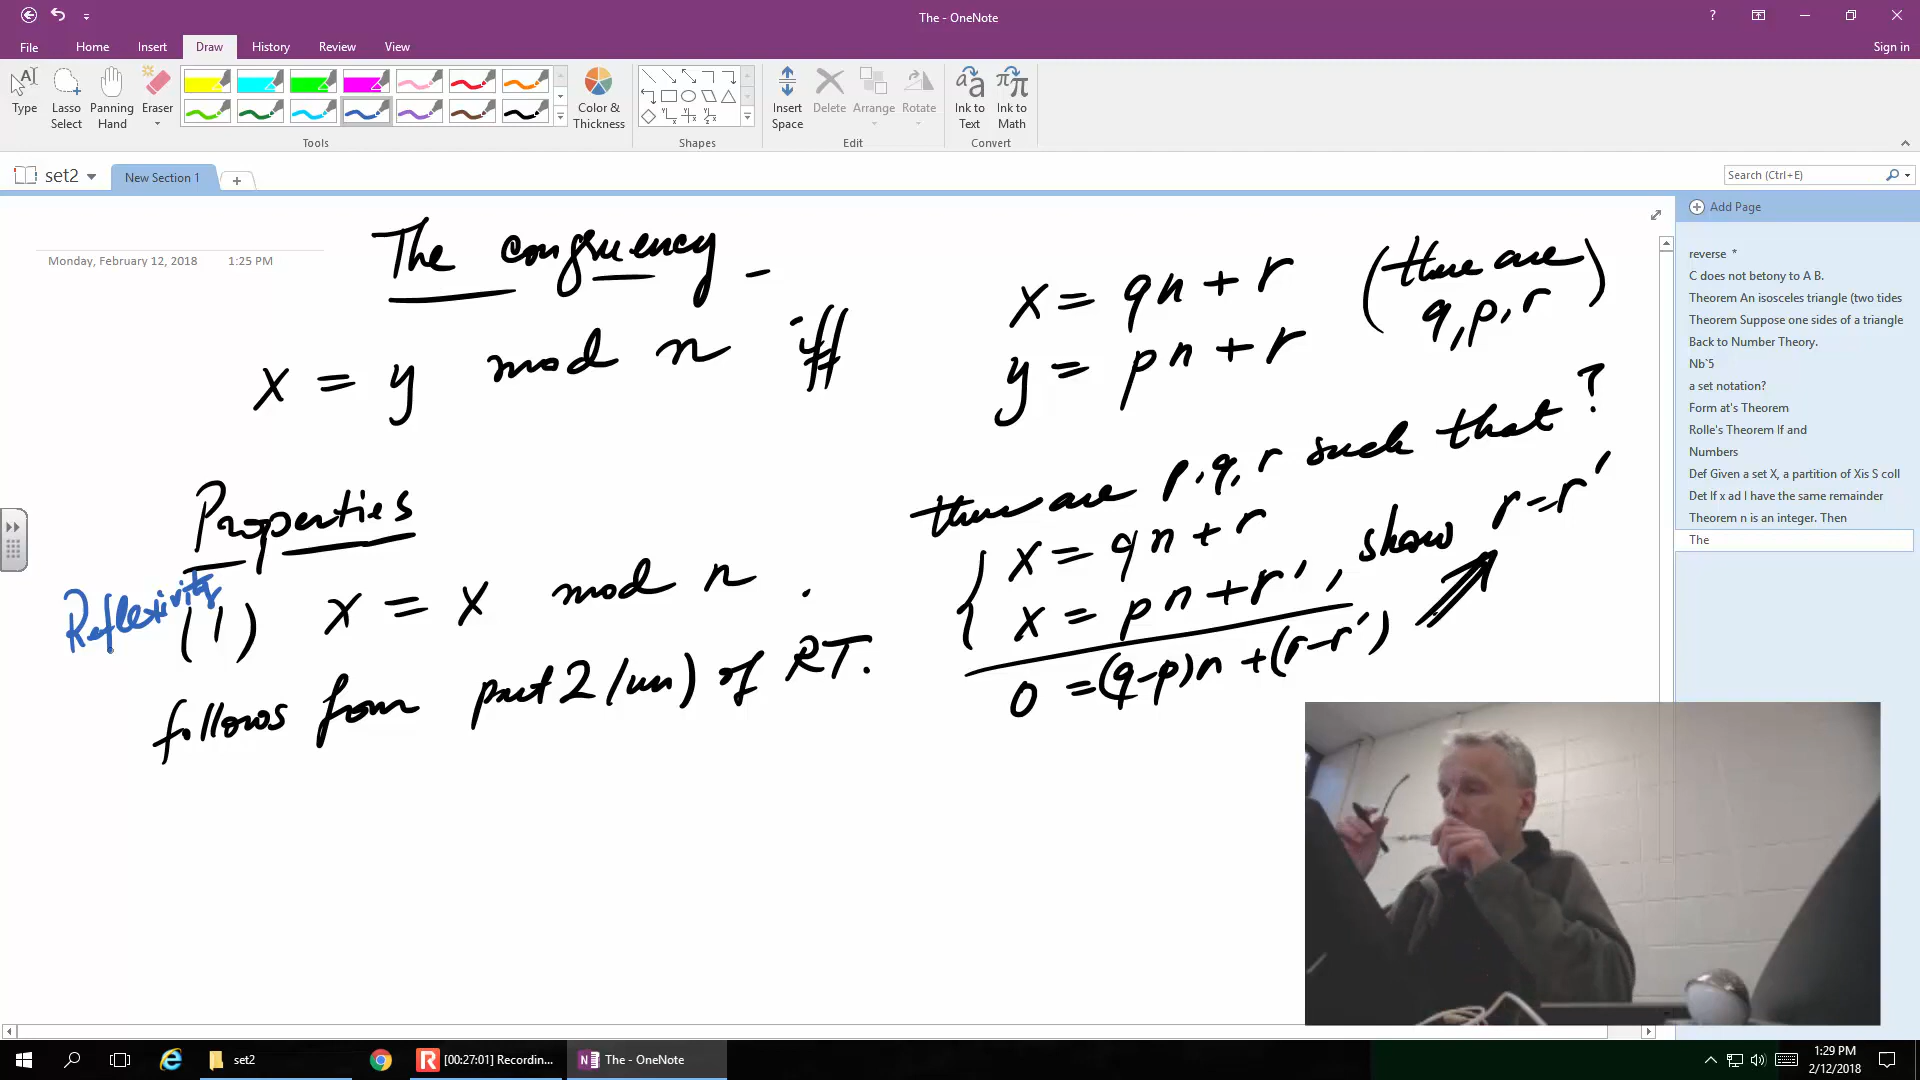 The - OneNote
? 
File Home Insert Draw History Review View Sign in
Type
Lasso Select
Panning Hand
Eraser
Color & Thickness
Insert Space
Delete
Arrange
Rotate
Ink to Text
Ink to Math
Tools Shapes Edit Convert
set2 New Section 1
Search (Ctrl+E)
Add Page
reverse *
C does not betony to A B.
Theorem An isosceles triangle (two tides
Theorem Suppose one sides of a triangle
Back to Number Theory.
Nb`5
a set notation?
Form at's Theorem
Rolle's Theorem If and
Numbers
Def Given a set X, a partition of Xis S coll
Det If x ad I have the same remainder
Theorem n is an integer. Then
The
Monday, February 12, 2018 1:25 PM
The congruency -
x = y mod n iff
x = qn + r (there are
y = pn + r q, p, r)
Properties
Reflexivity
(1) x = x mod n .
follows from part 2 (un) of RT.
there are p, q, r such that ?
x = qn + r
x = pn + r' , show r = r'
0 = (q-p)n + (r-r')
set2
[00:27:01] Recordin...
The - OneNote
1:29 PM
2/12/2018